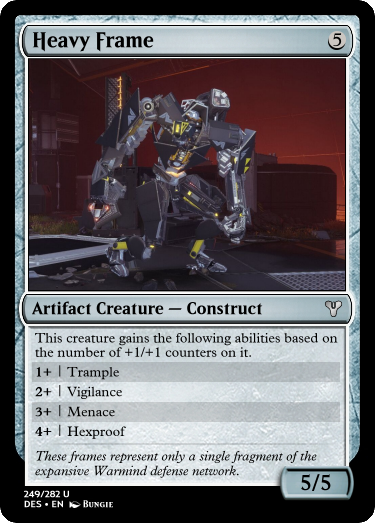 Heavy Frame 5
Artifact Creature — Construct
This creature gains the following abilities based on
the number of +1/+1 counters on it.
1+ | Trample
2+ | Vigilance
3+ | Menace
4+ | Hexproof
These frames represent only a single fragment of the
expansive Warmind defense network.
5/5
249/282 U
DES • EN Bungie